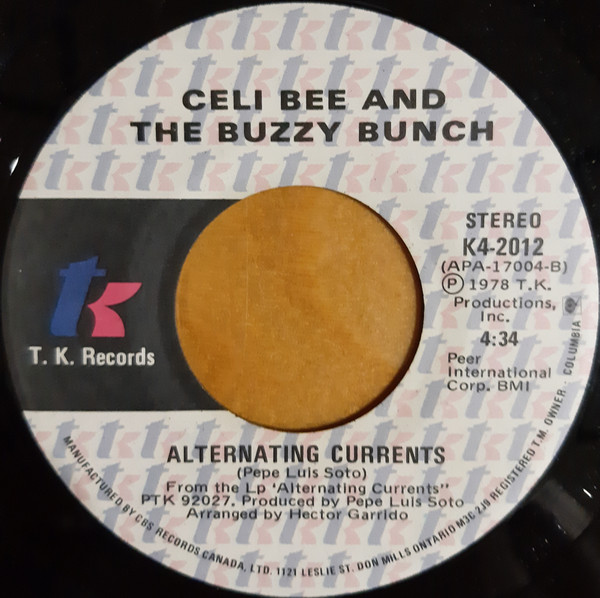 CELI BEE AND
THE BUZZY BUNCH
STEREO
K4-2012
(APA-17004-B)
Ⓟ 1978 T.K.
Productions,
Inc.
4:34
Peer
International
Corp. BMI
tk
T. K. Records
ALTERNATING CURRENTS
(Pepe Luis Soto)
From the Lp 'Alternating Currents"
PTK 92027. Produced by Pepe Luis Soto
Arranged by Hector Garrido
MANUFACTURED BY CBS RECORDS CANADA, LTD. 1121 LESLIE ST. DON MILLS ONTARIO M3C 2J9 REGISTERED T.M. OWNER - COLUMBIA